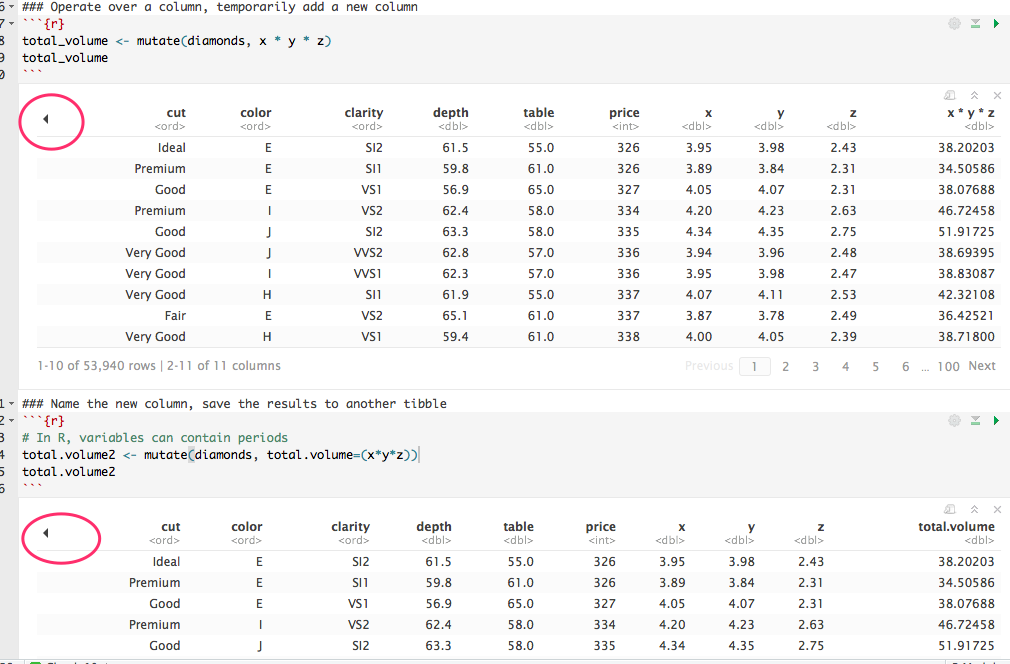 6 ### Operate over a column, temporarily add a new column
7 ```{r}
8 total_volume <- mutate(diamonds, x * y * z)
9 total_volume
0 ```
cut color clarity depth table price x y z x * y * z
<ord> <ord> <ord> <dbl> <dbl> <int> <dbl> <dbl> <dbl> <dbl>
Ideal E SI2 61.5 55.0 326 3.95 3.98 2.43 38.20203
Premium E SI1 59.8 61.0 326 3.89 3.84 2.31 34.50586
Good E VS1 56.9 65.0 327 4.05 4.07 2.31 38.07688
Premium I VS2 62.4 58.0 334 4.20 4.23 2.63 46.72458
Good J SI2 63.3 58.0 335 4.34 4.35 2.75 51.91725
Very Good J VVS2 62.8 57.0 336 3.94 3.96 2.48 38.69395
Very Good I VVS1 62.3 57.0 336 3.95 3.98 2.47 38.83087
Very Good H SI1 61.9 55.0 337 4.07 4.11 2.53 42.32108
Fair E VS2 65.1 61.0 337 3.87 3.78 2.49 36.42521
Very Good H VS1 59.4 61.0 338 4.00 4.05 2.39 38.71800
1-10 of 53,940 rows | 2-11 of 11 columns Previous 1 2 3 4 5 6 ... 100 Next
1 ### Name the new column, save the results to another tibble
2 ```{r}
3 # In R, variables can contain periods
4 total.volume2 <- mutate(diamonds, total.volume=(x*y*z))
5 total.volume2
6 ```
cut color clarity depth table price x y z total.volume
<ord> <ord> <ord> <dbl> <dbl> <int> <dbl> <dbl> <dbl> <dbl>
Ideal E SI2 61.5 55.0 326 3.95 3.98 2.43 38.20203
Premium E SI1 59.8 61.0 326 3.89 3.84 2.31 34.50586
Good E VS1 56.9 65.0 327 4.05 4.07 2.31 38.07688
Premium I VS2 62.4 58.0 334 4.20 4.23 2.63 46.72458
Good J SI2 63.3 58.0 335 4.34 4.35 2.75 51.91725